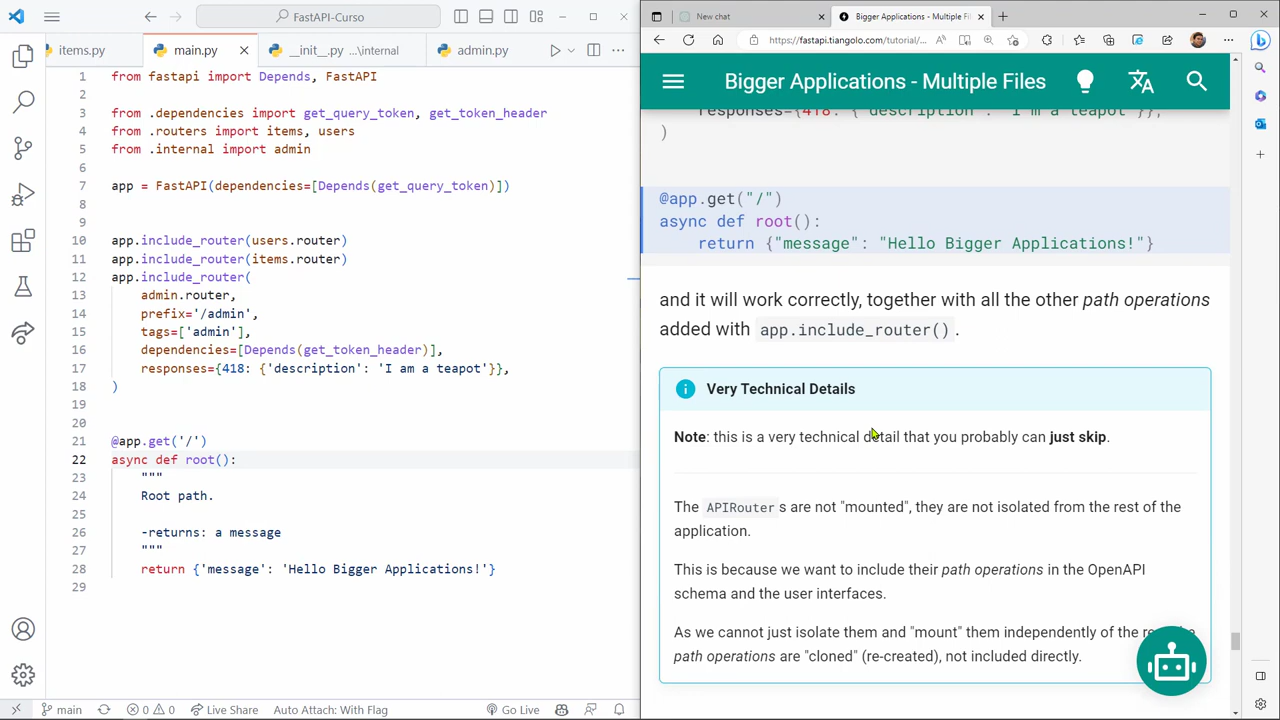 FastAPI-Curso
items.py
main.py
__init__.py ...\internal
admin.py
1 from fastapi import Depends, FastAPI
2
3 from .dependencies import get_query_token, get_token_header
4 from .routers import items, users
5 from .internal import admin
6
7 app = FastAPI(dependencies=[Depends(get_query_token)])
8
9
10 app.include_router(users.router)
11 app.include_router(items.router)
12 app.include_router(
13 admin.router,
14 prefix='/admin',
15 tags=['admin'],
16 dependencies=[Depends(get_token_header)],
17 responses={418: {'description': 'I am a teapot'}},
18 )
19
20
21 @app.get('/')
22 async def root():
23 """
24 Root path.
25
26 -returns: a message
27 """
28 return {'message': 'Hello Bigger Applications!'}
29
main
0 0
Live Share
Auto Attach: With Flag
Go Live
New chat
Bigger Applications - Multiple Fil
https://fastapi.tiangolo.com/tutorial/...
Bigger Applications - Multiple Files
responses={418: {"description": "I'm a teapot"}},
)
@app.get("/")
async def root():
return {"message": "Hello Bigger Applications!"}
and it will work correctly, together with all the other path operations
added with app.include_router().
Very Technical Details
Note: this is a very technical detail that you probably can just skip.
The APIRouters are not "mounted", they are not isolated from the rest of the
application.
This is because we want to include their path operations in the OpenAPI
schema and the user interfaces.
As we cannot just isolate them and "mount" them independently of the
path operations are "cloned" (re-created), not included directly.